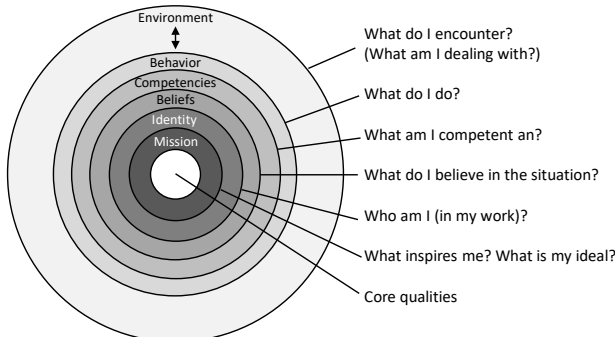 Environment
Behavior
Competencies
Beliefs
Identity
Mission
What do I encounter?
(What am I dealing with?)
What do I do?
What am I competent an?
What do I believe in the situation?
Who am I (in my work)?
What inspires me? What is my ideal?
Core qualities